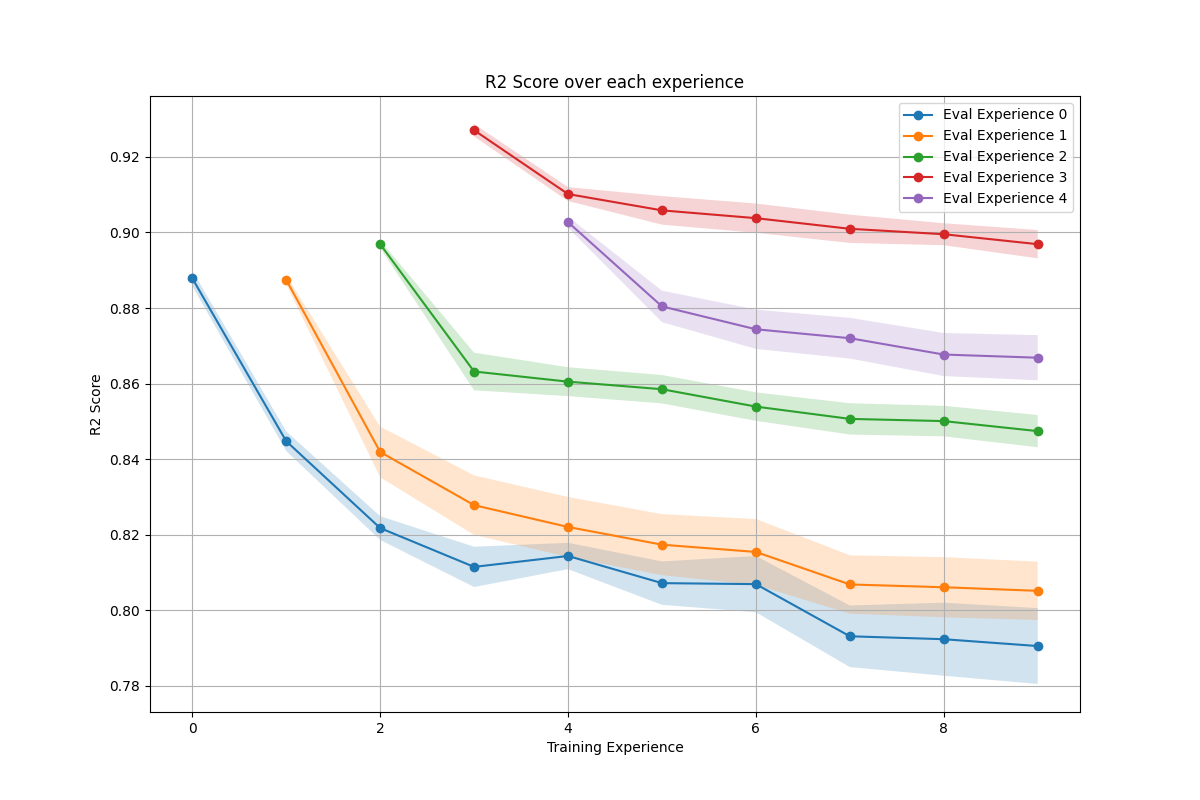 R2 Score over each experience
Eval Experience 0
Eval Experience 1
Eval Experience 2
Eval Experience 3
Eval Experience 4
0.92
0.90
0.88
0.86
0.84
0.82
0.80
0.78
R2 Score
0 2 4 6 8
Training Experience